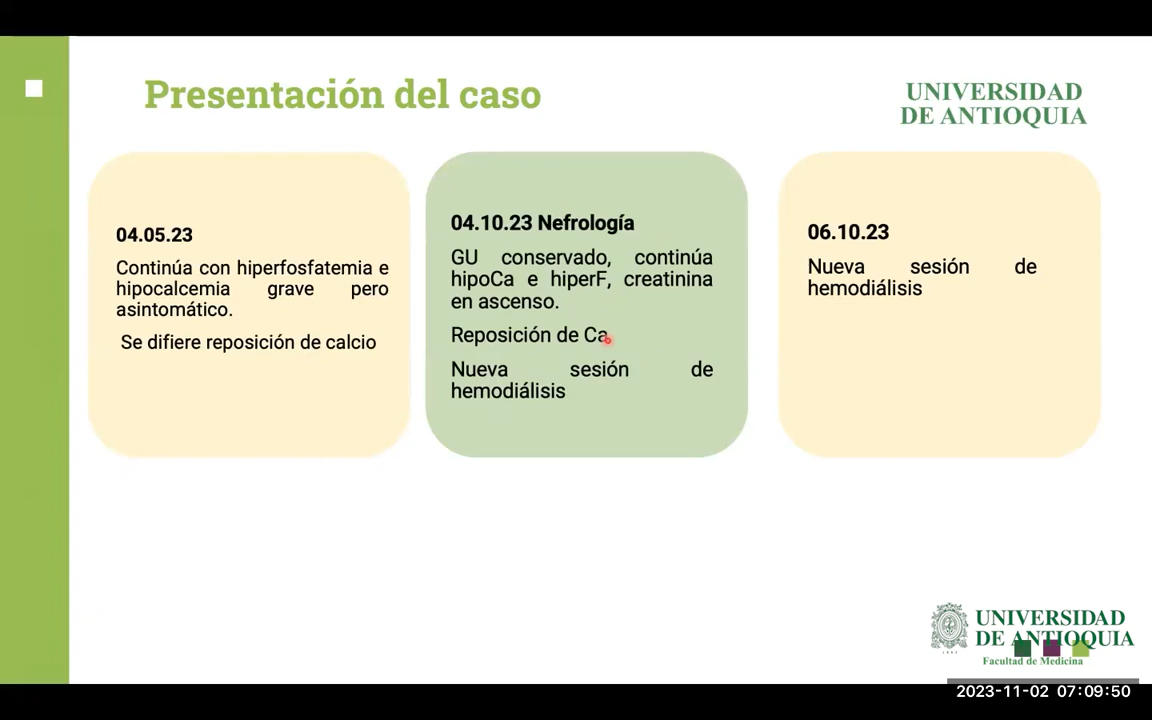 Presentación del caso
UNIVERSIDAD
DE ANTIOQUIA
04.05.23
Continúa con hiperfosfatemia e
hipocalcemia grave pero
asintomático.
Se difiere reposición de calcio
04.10.23 Nefrología
GU conservado, continúa
hipoCa e hiperF, creatinina
en ascenso.
Reposición de Ca
Nueva sesión de
hemodiálisis
06.10.23
Nueva sesión de
hemodiálisis
UNIVERSIDAD
DE ANTIOQUIA
Facultad de Medicina
2023-11-02 07:09:50